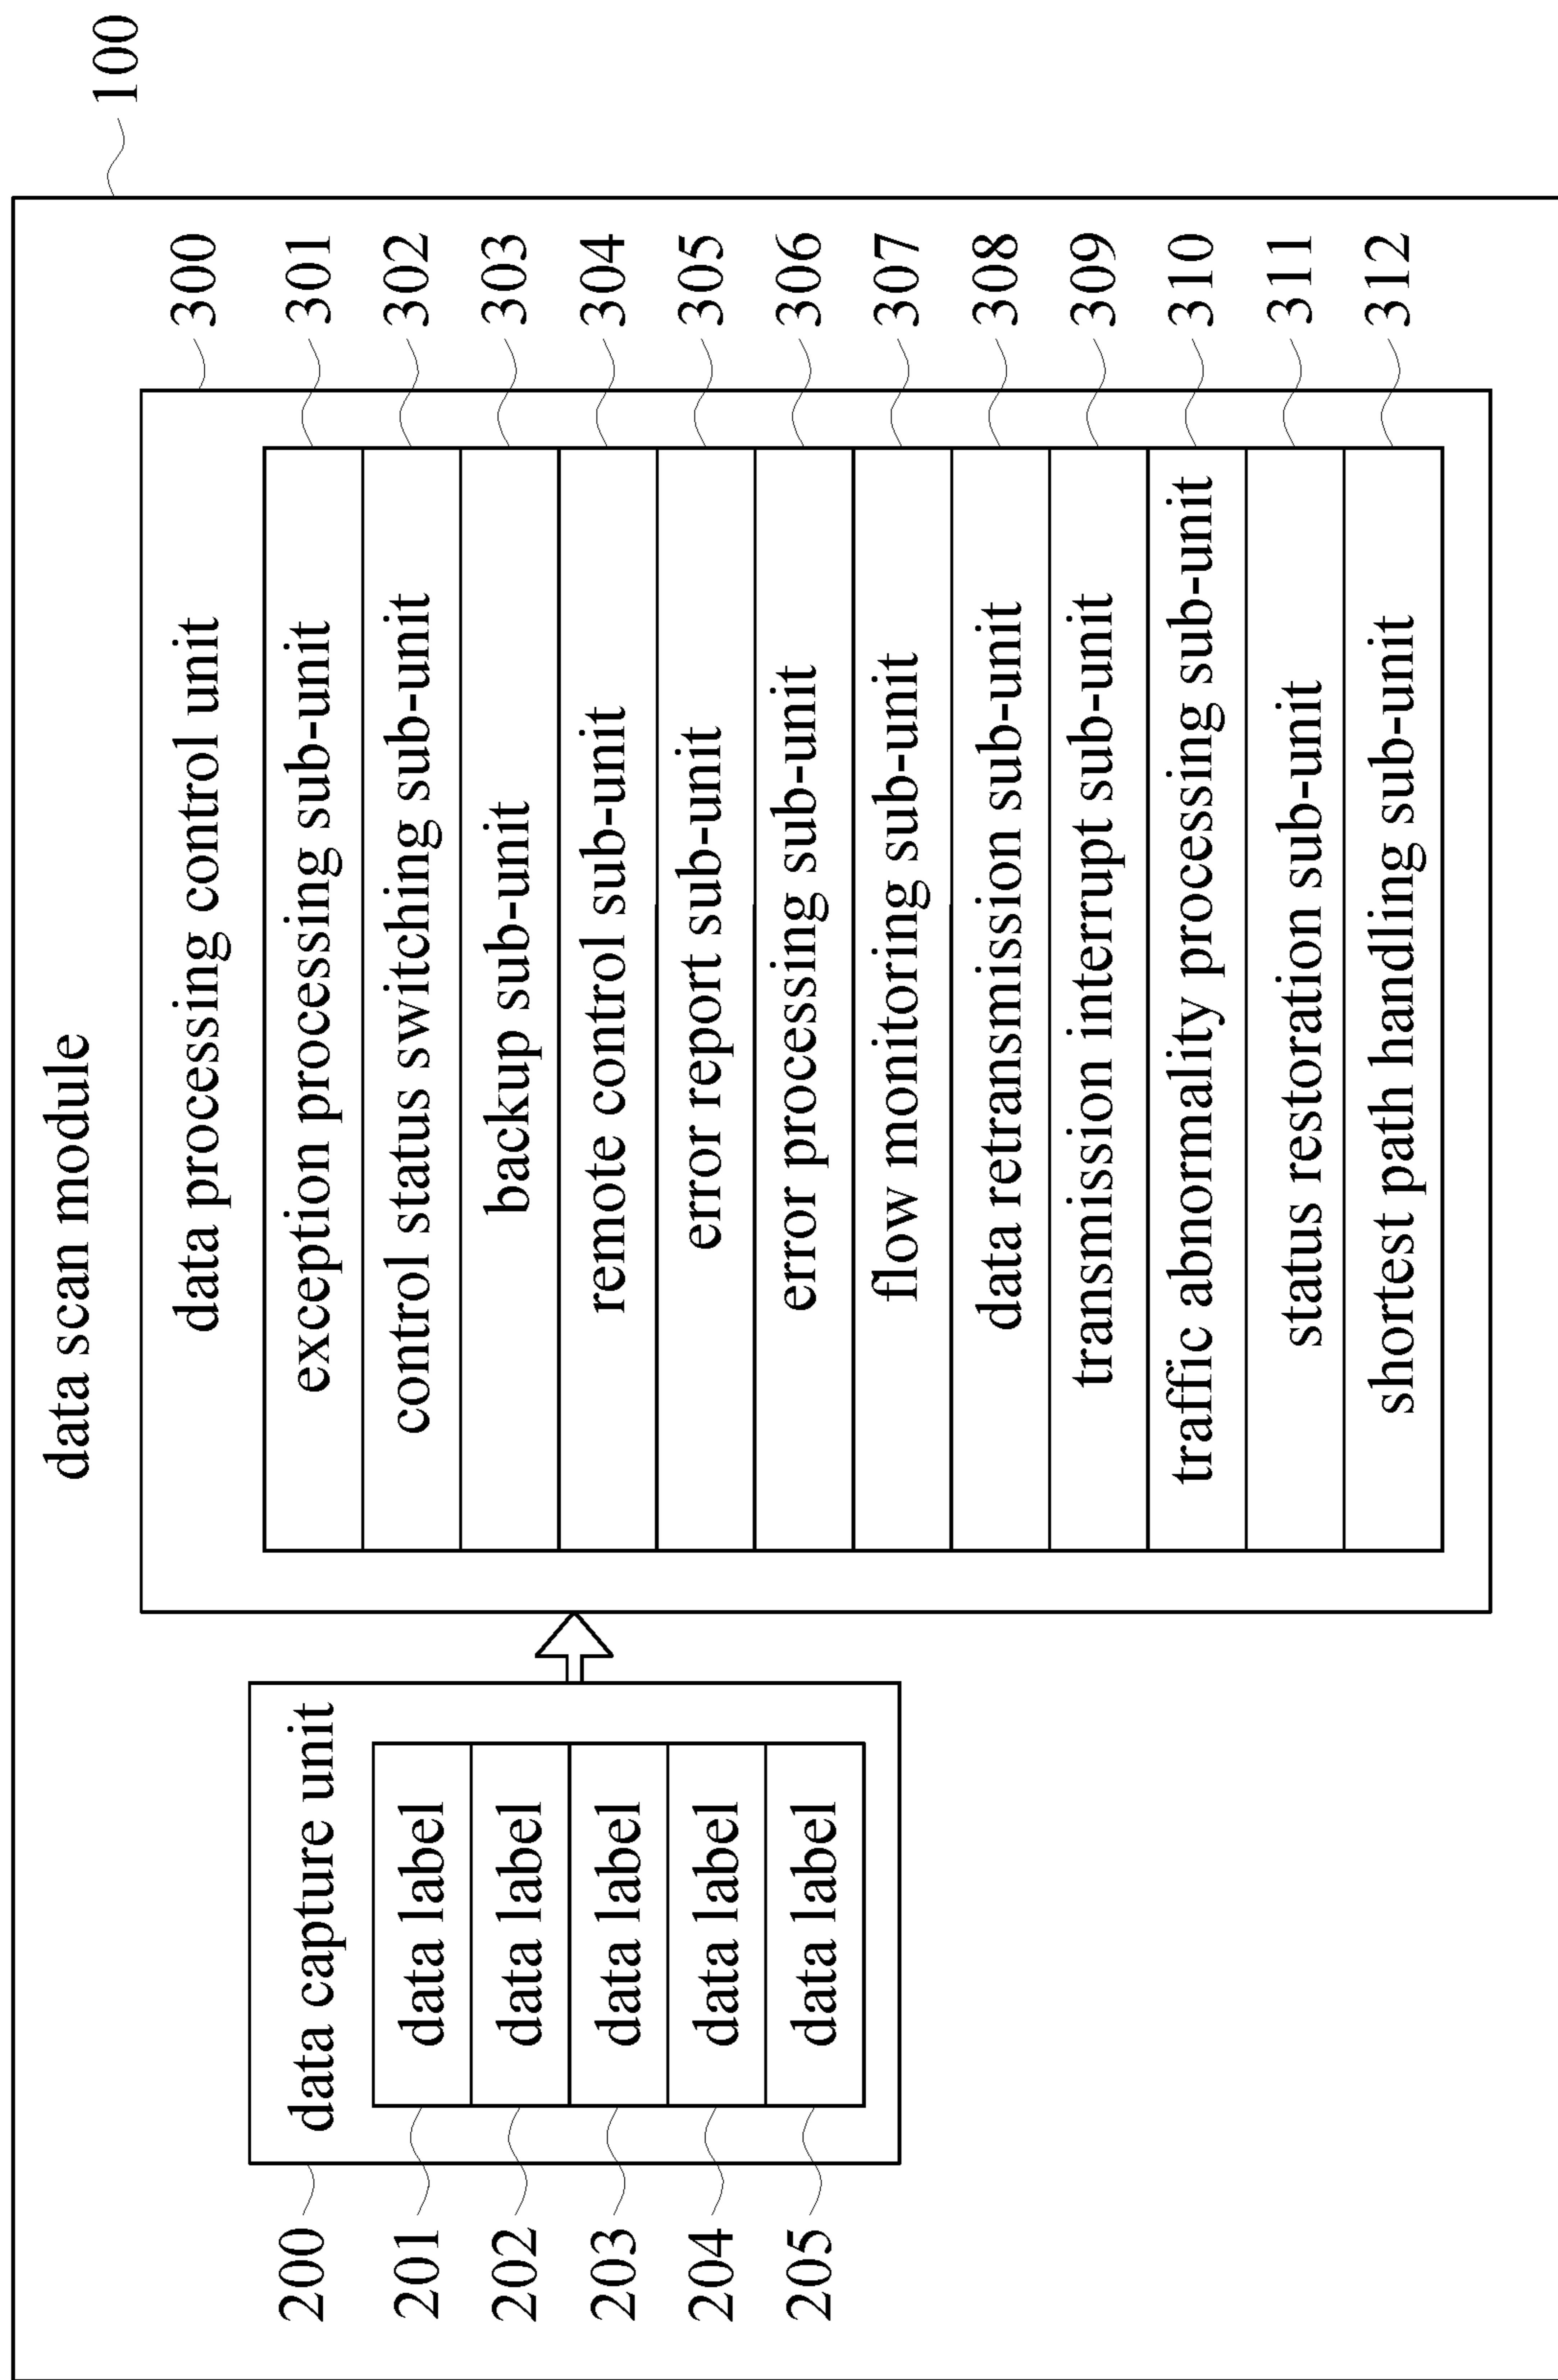 data scan module
100
data capture unit
200
data label
201
data label
202
data label
203
data label
204
data label
205
data processing control unit
300
exception processing sub-unit
301
control status switching sub-unit
302
backup sub-unit
303
remote control sub-unit
304
error report sub-unit
305
error processing sub-unit
306
flow monitoring sub-unit
307
data retransmission sub-unit
308
transmission interrupt sub-unit
309
traffic abnormality processing sub-unit
310
status restoration sub-unit
311
shortest path handling sub-unit
312